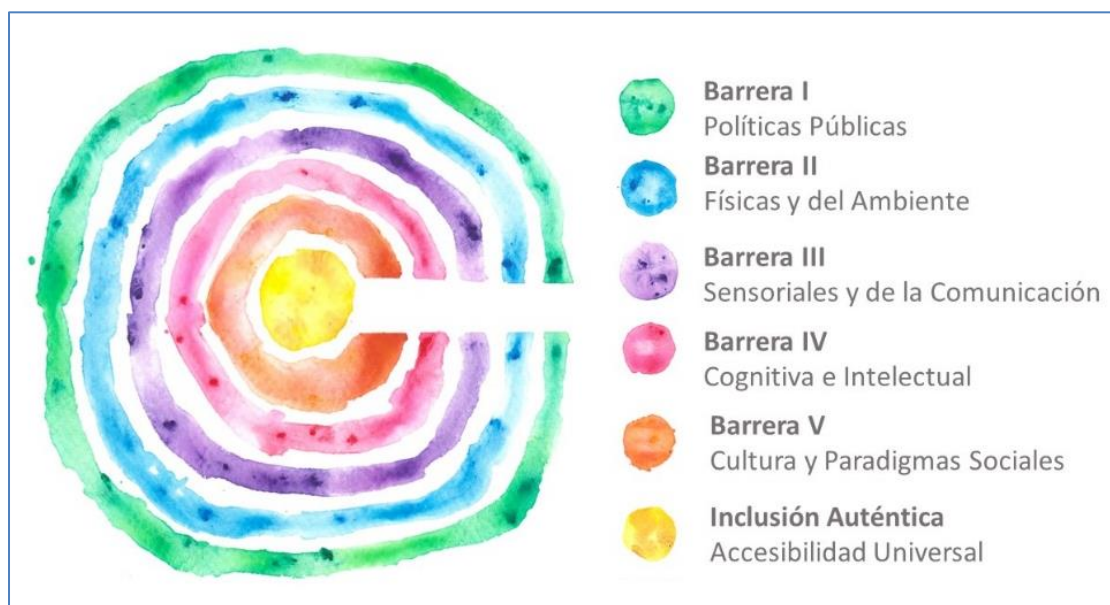 Barrera I
Políticas Públicas
Barrera II
Físicas y del Ambiente
Barrera III
Sensoriales y de la Comunicación
Barrera IV
Cognitiva e Intelectual
Barrera V
Cultura y Paradigmas Sociales
Inclusión Auténtica
Accesibilidad Universal